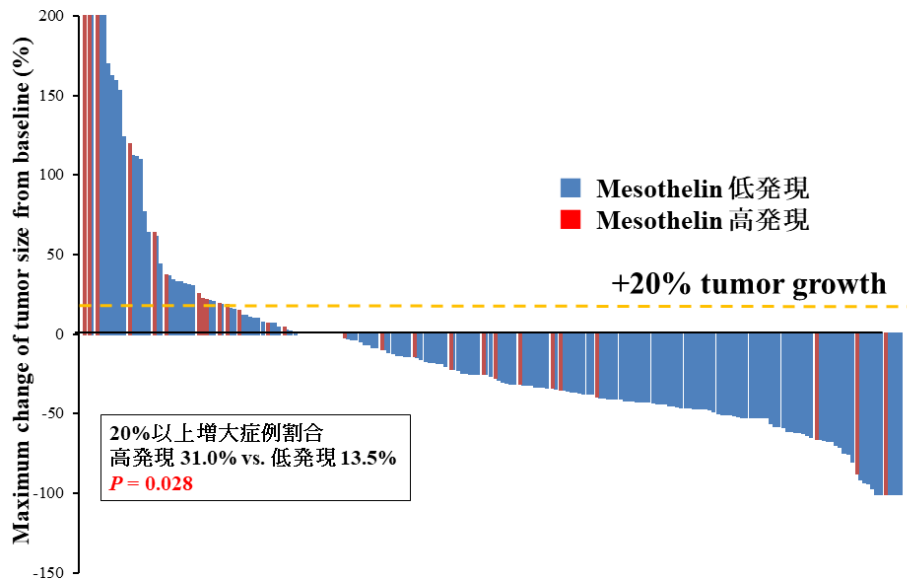 Maximum change of tumor size from baseline (%)
200
150
100
50
0
-50
-100
-150
Mesothelin 低発現
Mesothelin 高発現
+20% tumor growth
20%以上増大症例割合
高発現 31.0% vs. 低発現 13.5%
P = 0.028